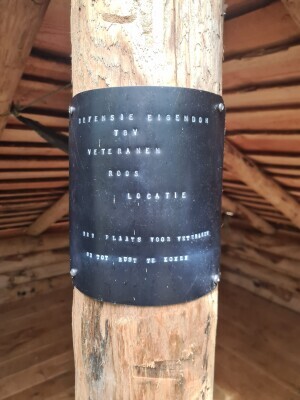 DEFENSIE EIGENDOM
TBV
VETERANEN
ROOS
LOCATIE
EEN PLAATS VOOR VETERANEN
OM TOT RUST TE KOMEN